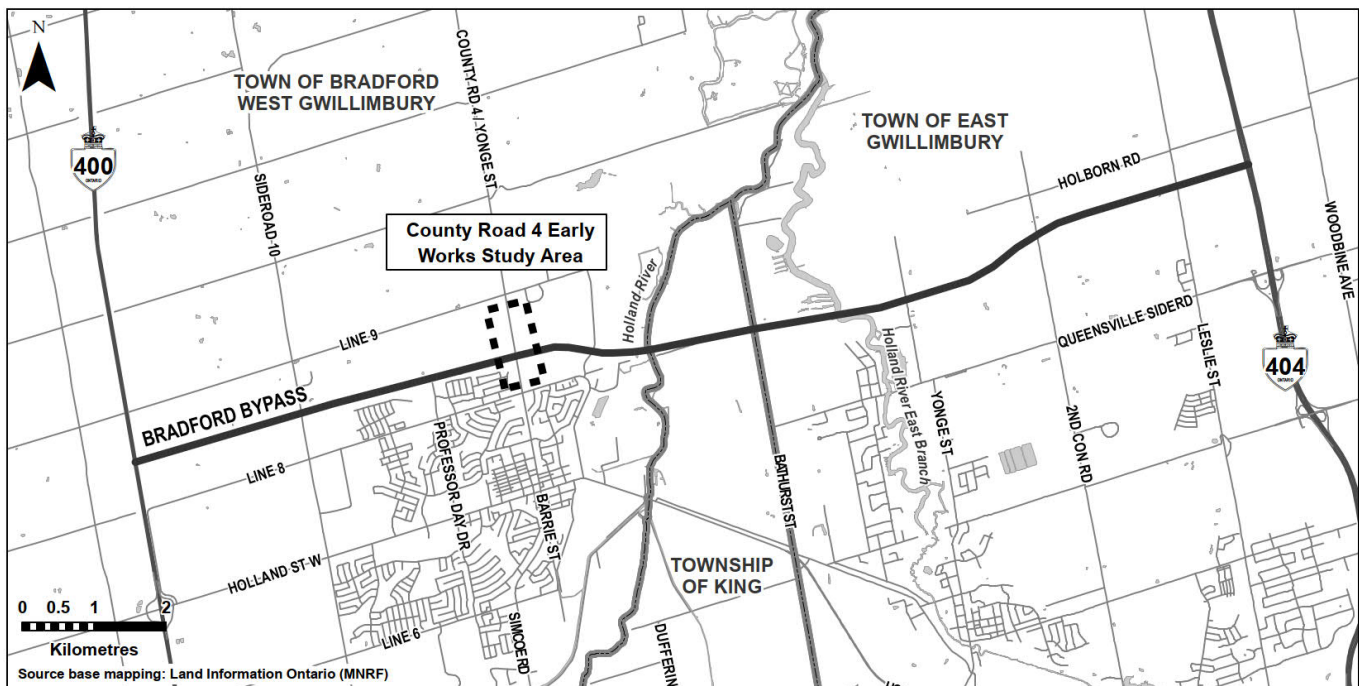 N
TOWN OF BRADFORD
WEST GWILLIMBURY
COUNTY RD 4 / YONGE ST
TOWN OF EAST
GWILLIMBURY
400
ONTARIO
SIDEROAD 10
HOLBORN RD
County Road 4 Early
Works Study Area
WOODBINE AVE
Holland River
LINE 9
QUEENSVILLE SIDERD
LESLIE ST
404
ONTARIO
BRADFORD BYPASS
Holland River East Branch
YONGE ST
2ND CON RD
LINE 8
PROFESSOR DAY DR
BARRIE ST
BATHURST ST
HOLLAND ST W
TOWNSHIP
OF KING
0 0.5 1 2
Kilometres
LINE 6
SIMCOE RD
DUFFERIN
Source base mapping: Land Information Ontario (MNRF)